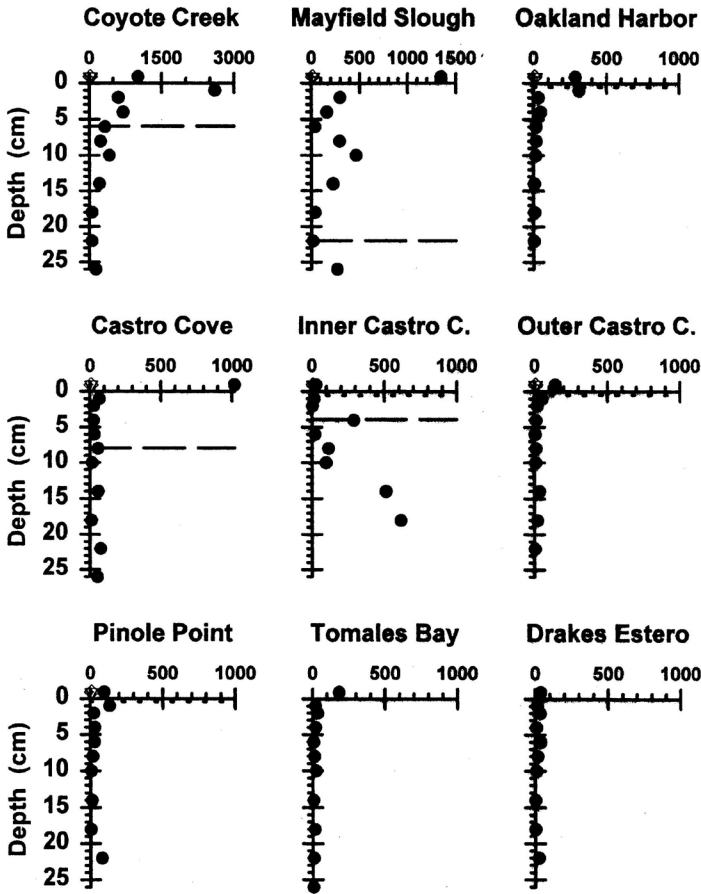 Coyote Creek Mayfield Slough Oakland Harbor
0 1000 3000 0 500 1000 1500 0 500 1000
0
5
10
15
20
25
Depth (cm)
Castro Cove Inner Castro C. Outer Castro C.
0 500 1000 0 500 1000 0 500 1000
0
5
10
15
20
25
Depth (cm)
Pinole Point Tomales Bay Drakes Estero
0 500 1000 0 500 1000 0 500 1000
0
5
10
15
20
25
Depth (cm)